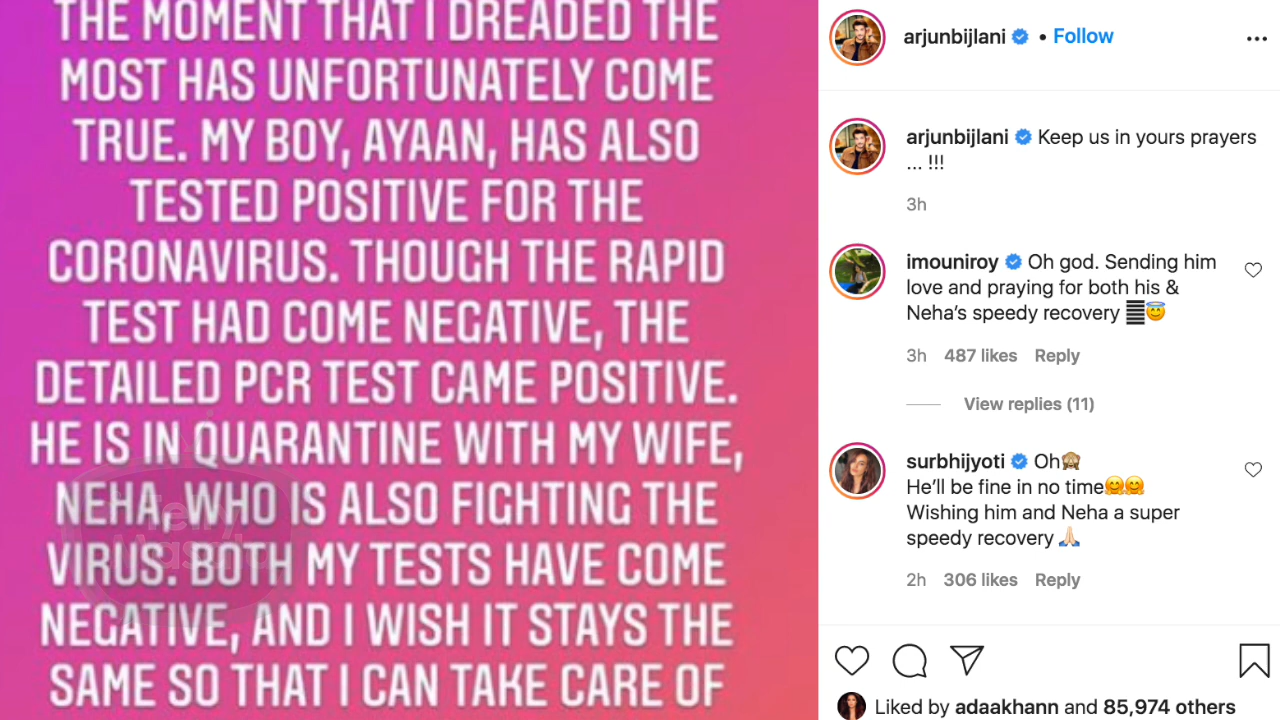 THE MOMENT THAT I DREADED THE
MOST HAS UNFORTUNATELY COME
TRUE. MY BOY, AYAAN, HAS ALSO
TESTED POSITIVE FOR THE
CORONAVIRUS. THOUGH THE RAPID
TEST HAD COME NEGATIVE, THE
DETAILED PCR TEST CAME POSITIVE.
HE IS IN QUARANTINE WITH MY WIFE,
NEHA, WHO IS ALSO FIGHTING THE
VIRUS. BOTH MY TESTS HAVE COME
NEGATIVE, AND I WISH IT STAYS THE
SAME SO THAT I CAN TAKE CARE OF
arjunbijlani • Follow
arjunbijlani Keep us in yours prayers
... !!!
3h
imouniroy Oh god. Sending him
love and praying for both his &
Neha's speedy recovery
3h 487 likes Reply
View replies (11)
surbhijyoti Oh🙈
He'll be fine in no time🤗🤗
Wishing him and Neha a super
speedy recovery 🙏🏻
2h 306 likes Reply
Liked by adaakhann and 85,974 others